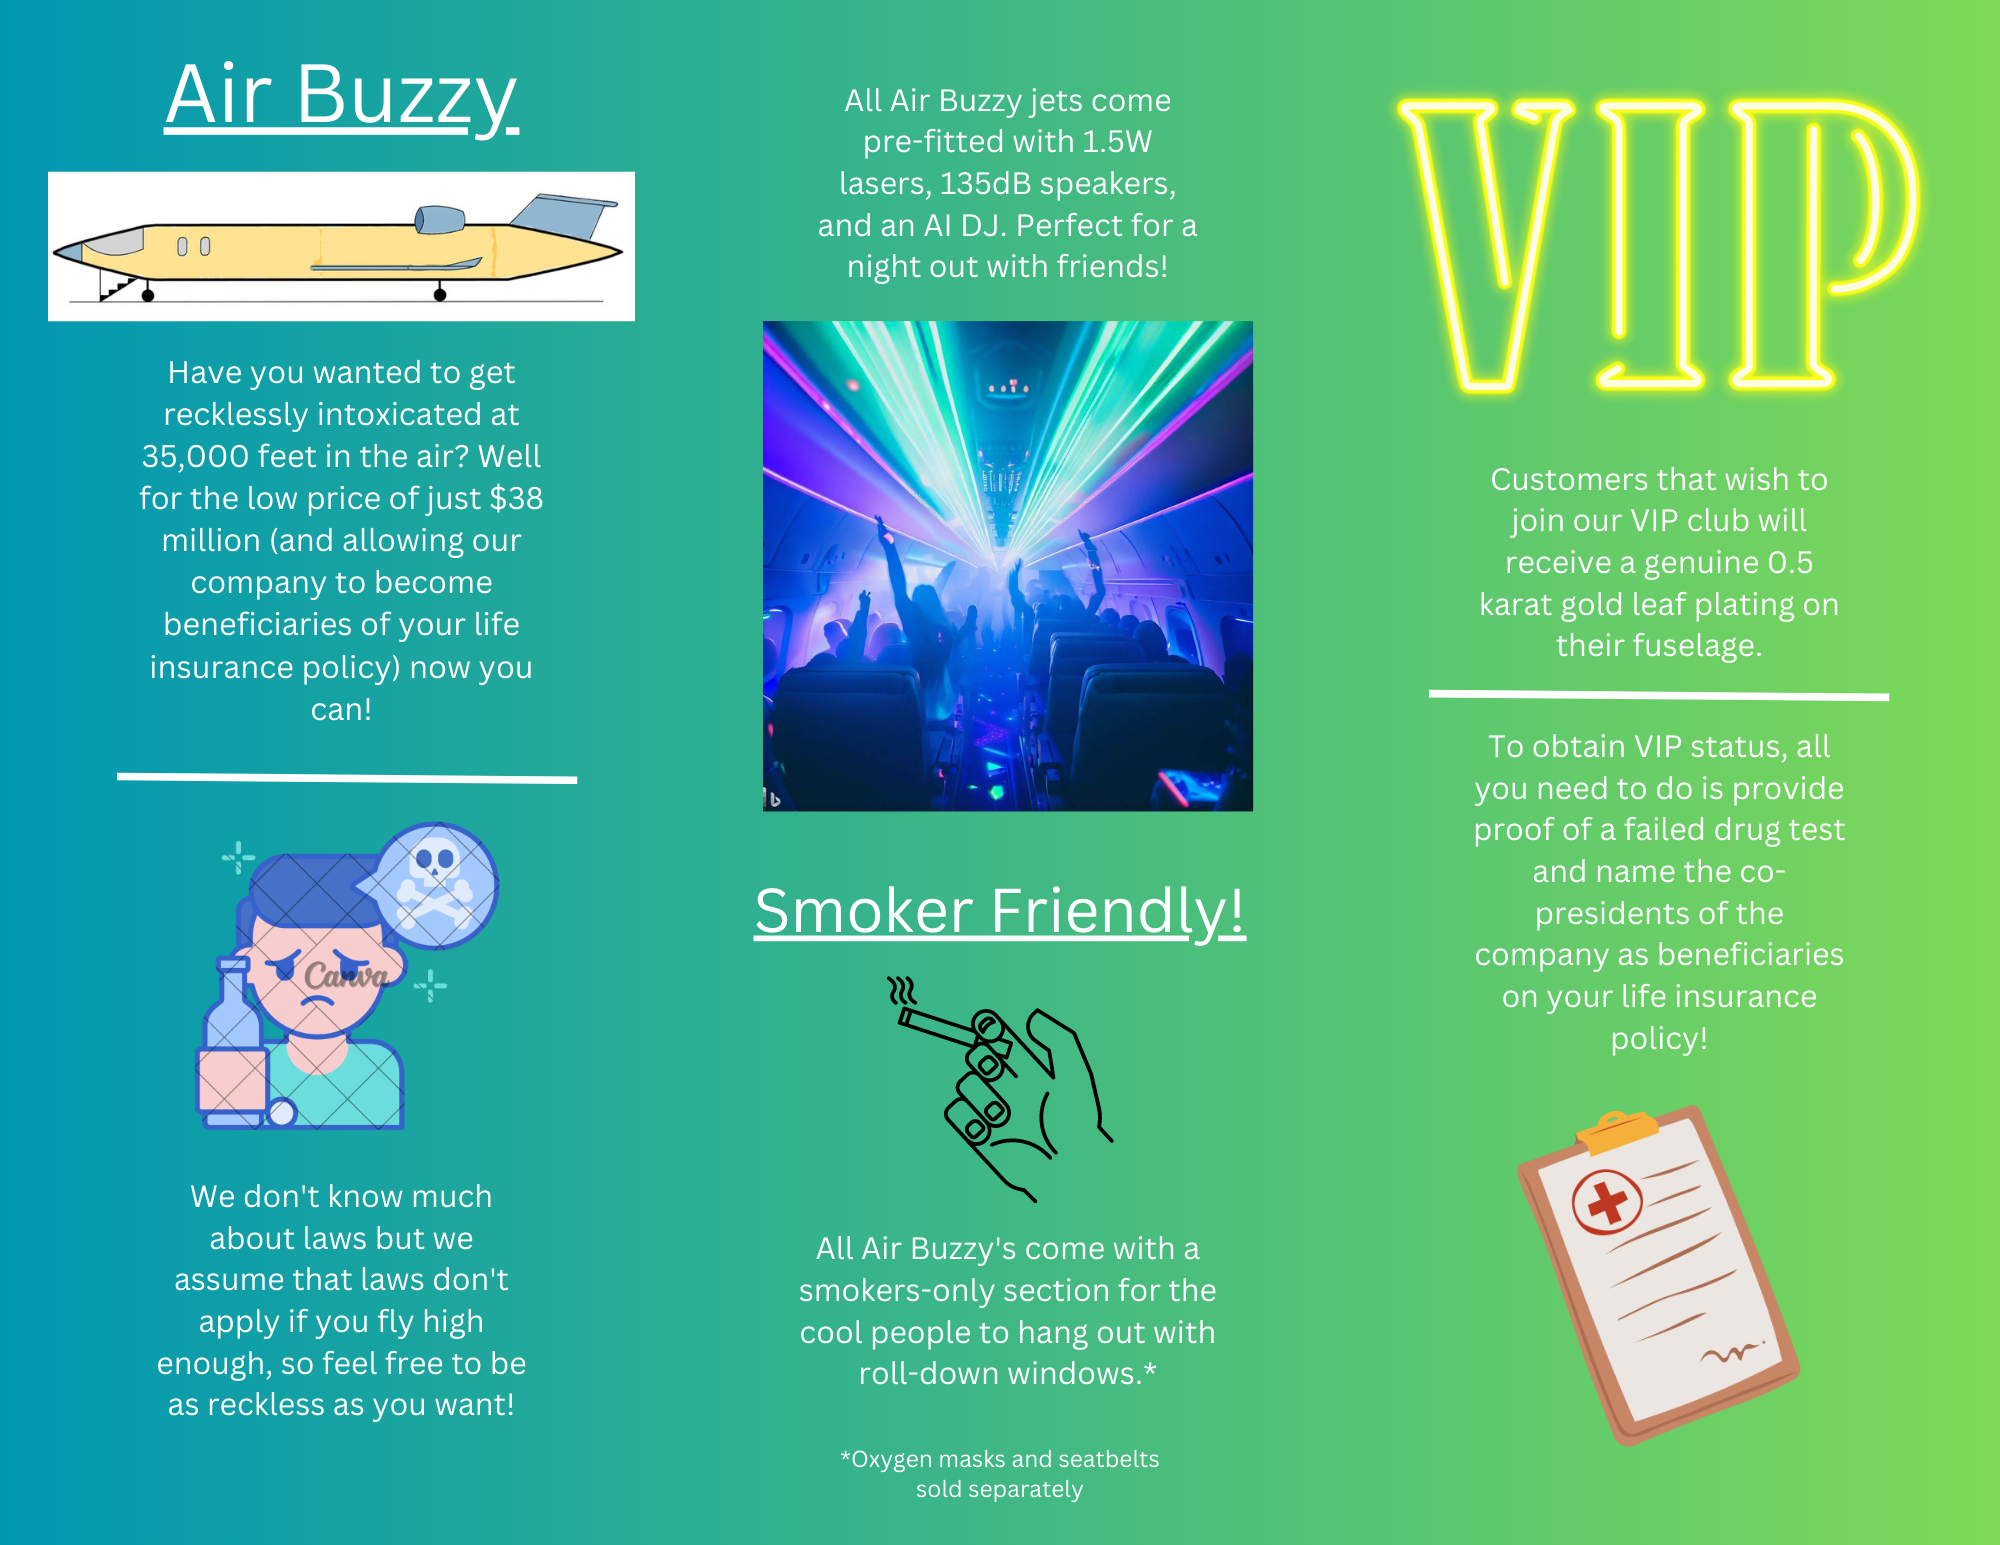 Air Buzzy
Have you wanted to get
recklessly intoxicated at
35,000 feet in the air? Well
for the low price of just $38
million (and allowing our
company to become
beneficiaries of your life
insurance policy) now you
can!
Canva
We don't know much
about laws but we
assume that laws don't
apply if you fly high
enough, so feel free to be
as reckless as you want!
All Air Buzzy jets come
pre-fitted with 1.5W
lasers, 135dB speakers,
and an AI DJ. Perfect for a
night out with friends!
Smoker Friendly!
All Air Buzzy's come with a
smokers-only section for the
cool people to hang out with
roll-down windows.*
*Oxygen masks and seatbelts
sold separately
VIP
Customers that wish to
join our VIP club will
receive a genuine 0.5
karat gold leaf plating on
their fuselage.
To obtain VIP status, all
you need to do is provide
proof of a failed drug test
and name the co-
presidents of the
company as beneficiaries
on your life insurance
policy!